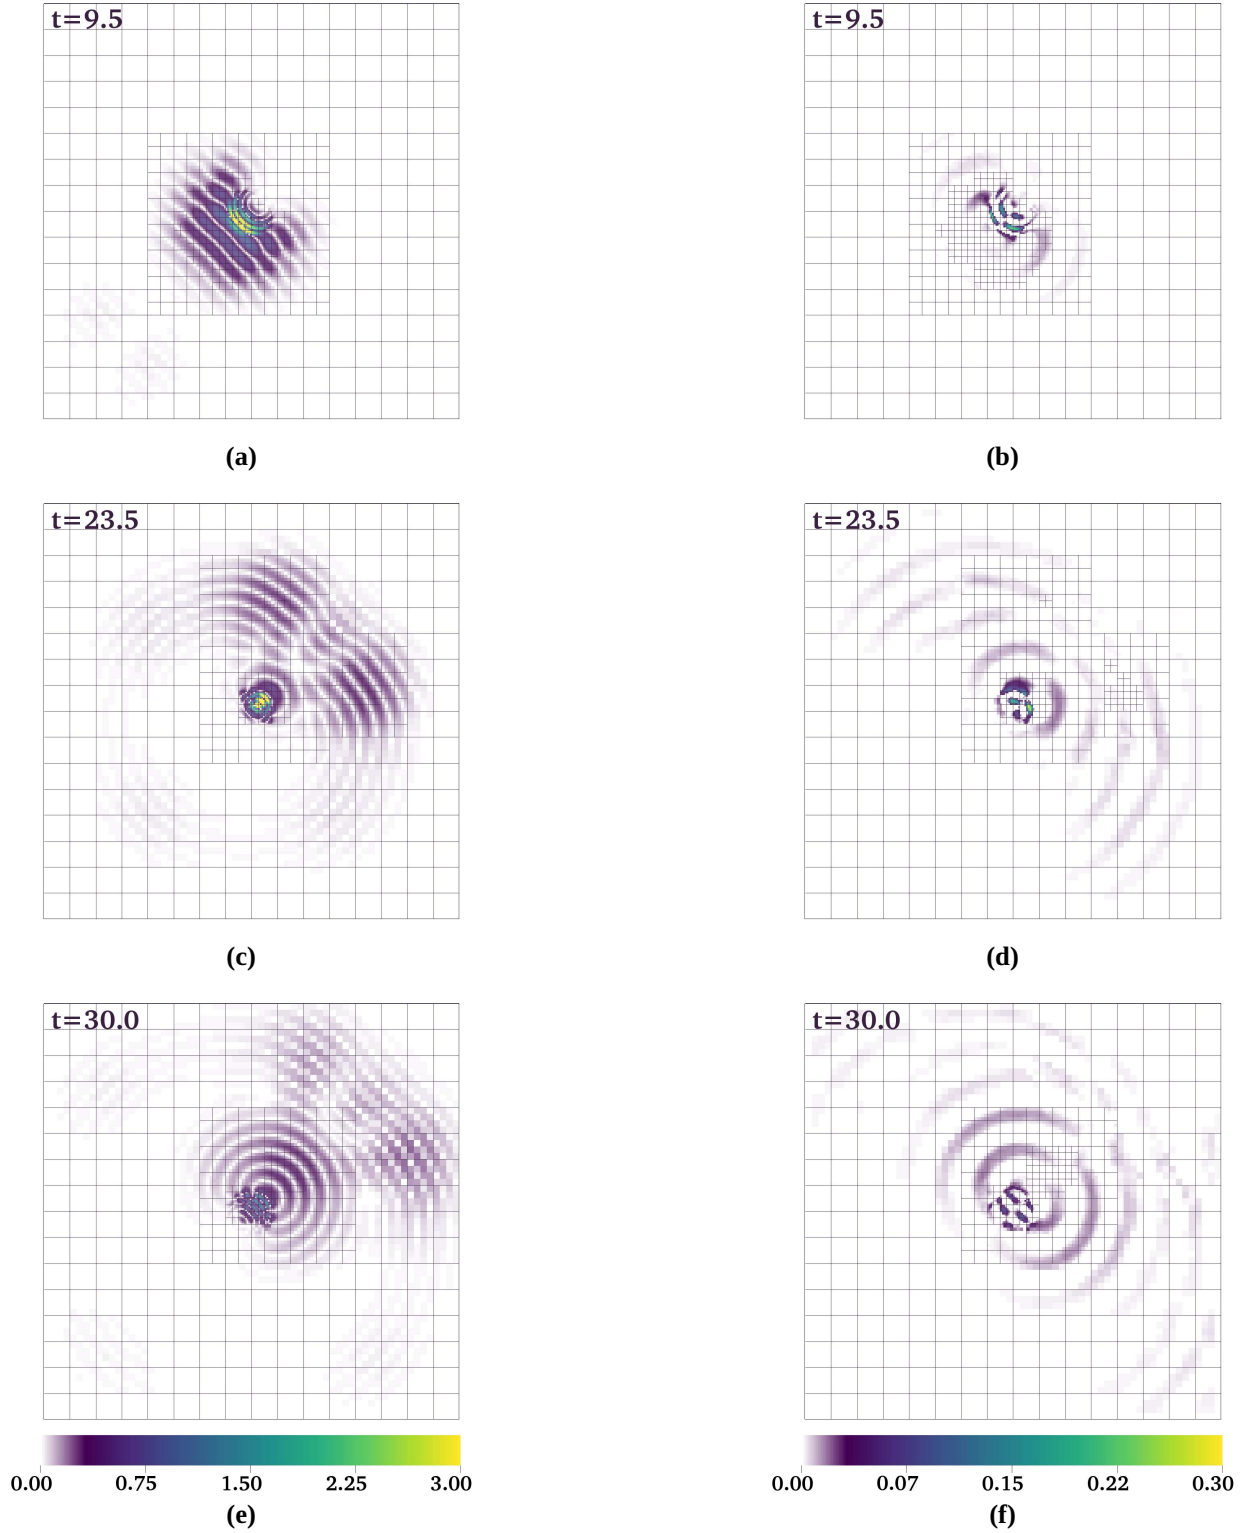 t=9.5 t=9.5
(a) (b)
t=23.5 t=23.5
(c) (d)
t=30.0 t=30.0
0.00 0.75 1.50 2.25 3.00 0.00 0.07 0.15 0.22 0.30
(e) (f)